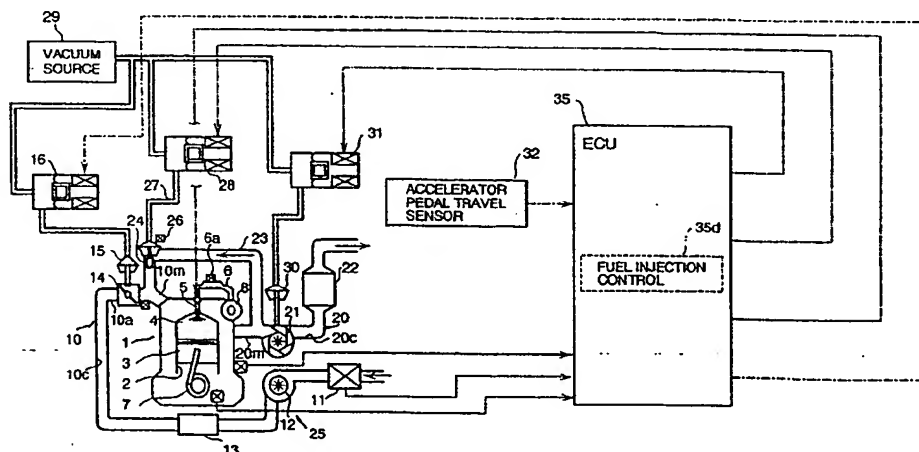 29
VACUUM
SOURCE
16
27
28
31
32
ACCELERATOR
PEDAL TRAVEL
SENSOR
35
ECU
35d
FUEL INJECTION
CONTROL
24
26
23
6a
15
14
10m
5
6
8
30
22
21
20
20c
20m
10
10a
4
1
3
10c
2
7
12
25
11
13